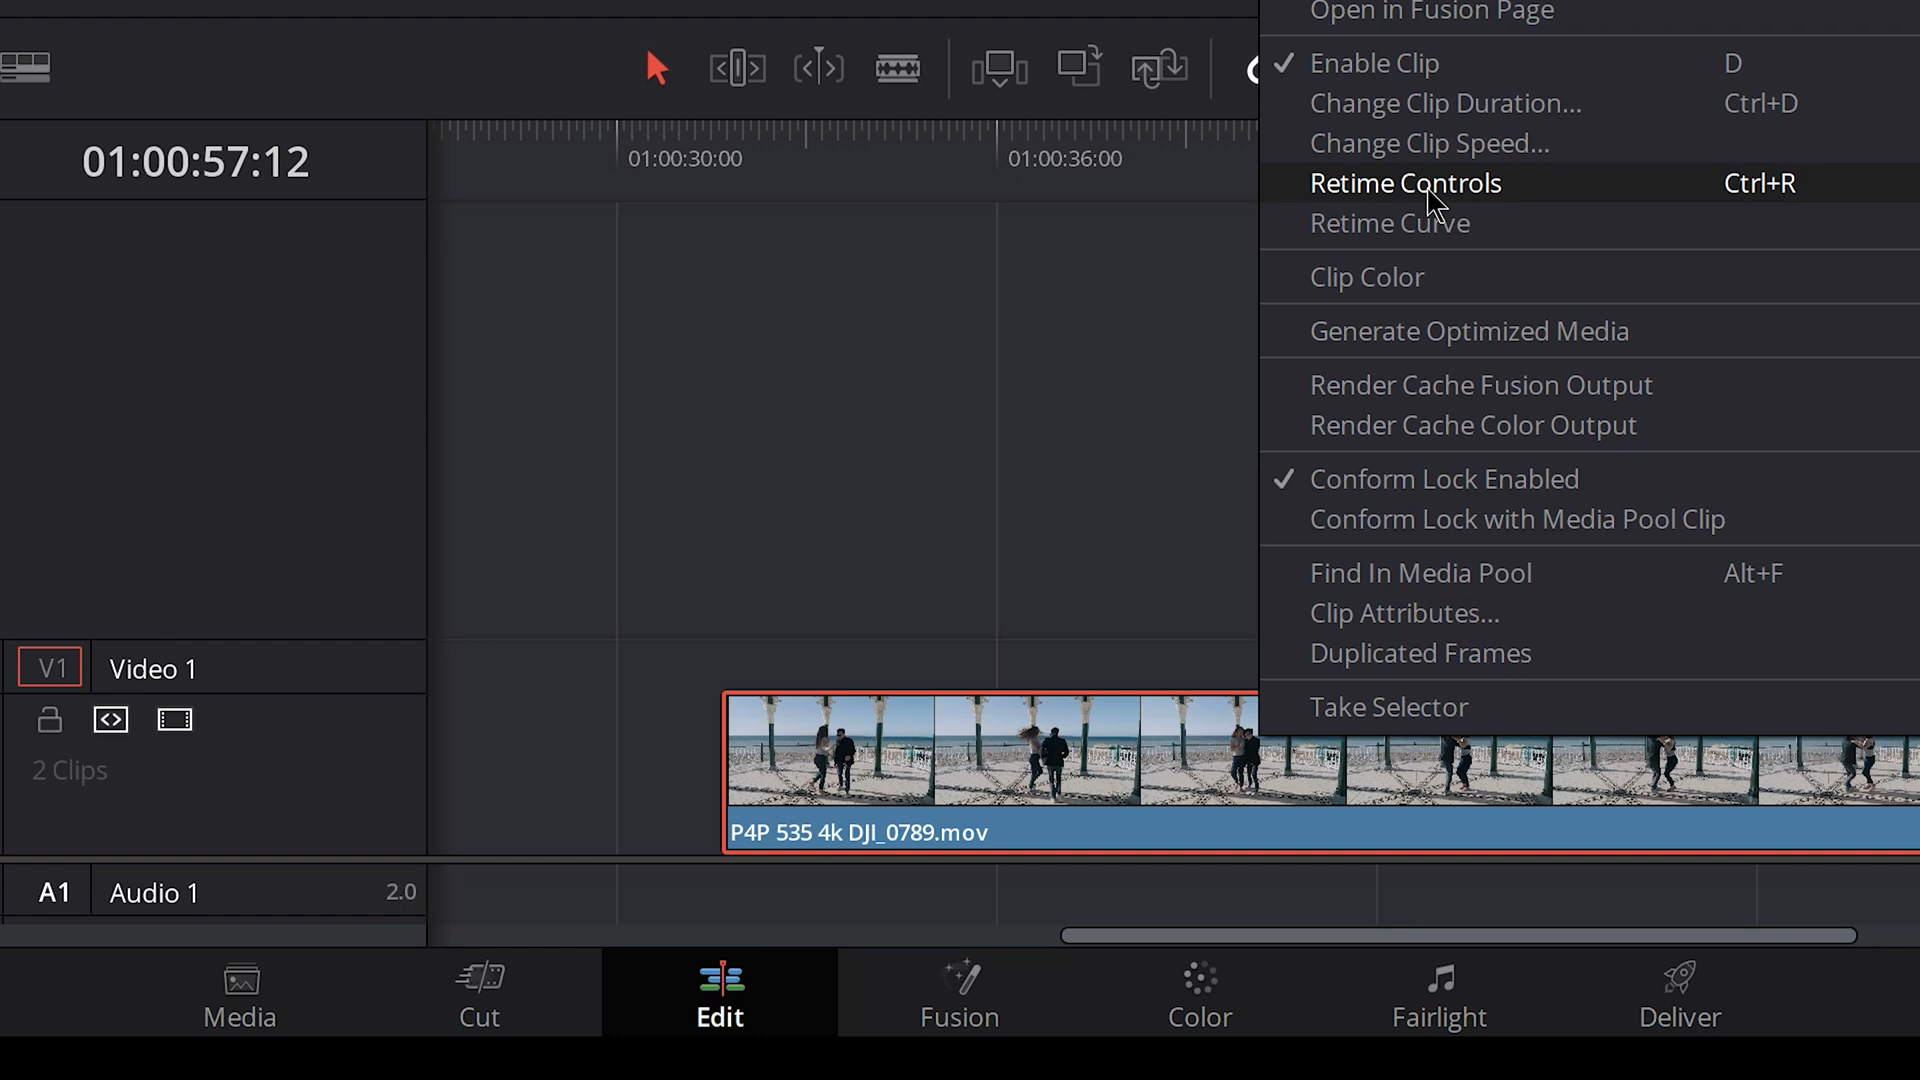 Open in Fusion Page
Enable Clip D
Change Clip Duration... Ctrl+D
Change Clip Speed...
Retime Controls Ctrl+R
Retime Curve
Clip Color
Generate Optimized Media
Render Cache Fusion Output
Render Cache Color Output
Conform Lock Enabled
Conform Lock with Media Pool Clip
Find In Media Pool Alt+F
Clip Attributes...
Duplicated Frames
Take Selector
01:00:57:12
01:00:30:00
01:00:36:00
V1 Video 1
2 Clips
P4P 535 4k DJI_0789.mov
A1 Audio 1 2.0
Media
Cut
Edit
Fusion
Color
Fairlight
Deliver